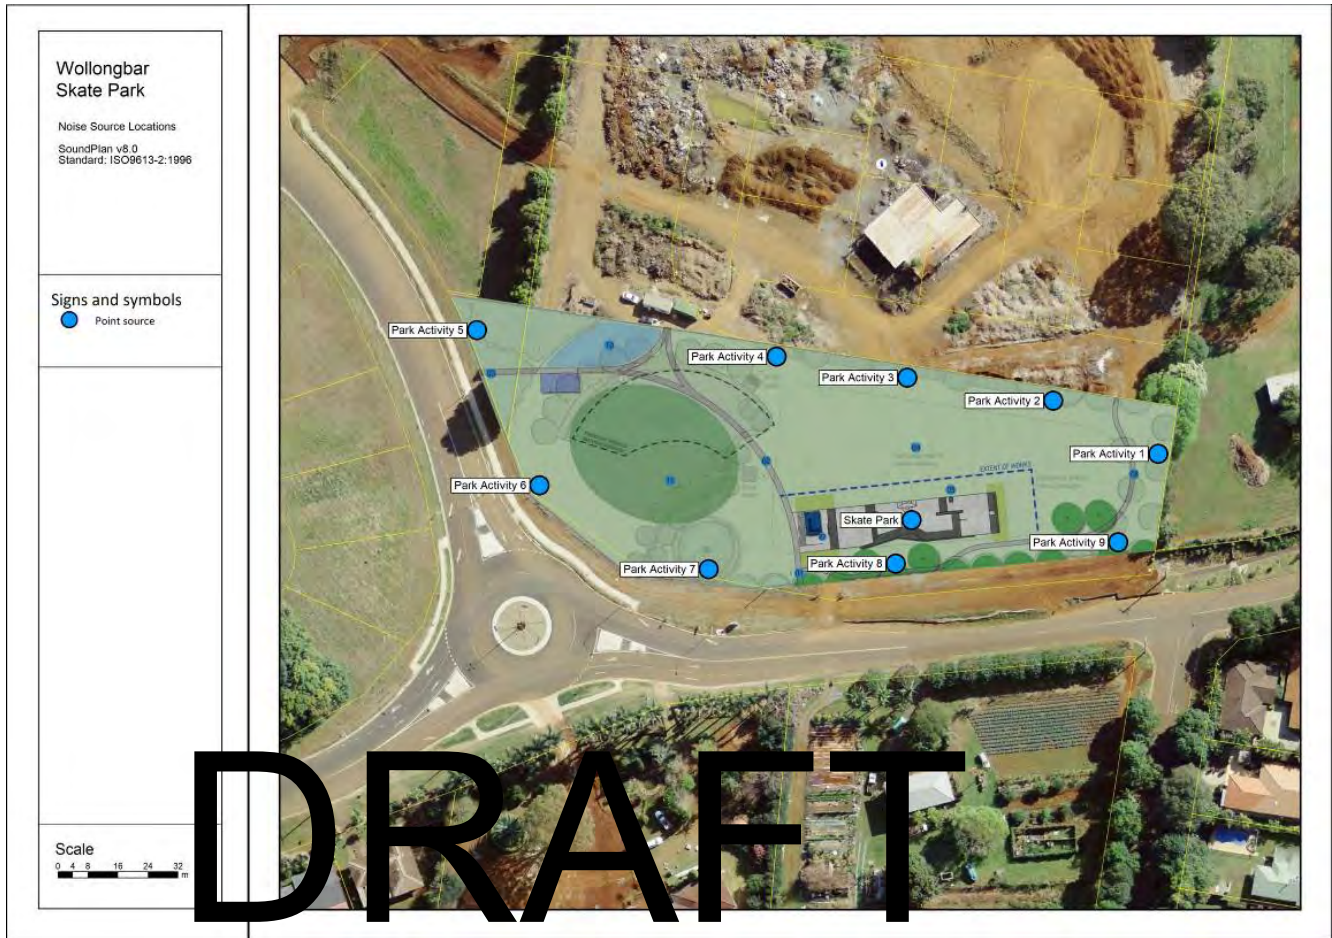 Wollongbar
Skate Park
Noise Source Locations
SoundPlan v8.0
Standard: ISO9613-2:1996
Signs and symbols
Point source
Scale
0 4 8 16 24 32
m
Park Activity 5
Park Activity 4
Park Activity 3
Park Activity 2
Park Activity 1
Park Activity 6
EXTENT OF WORKS
Skate Park
Park Activity 9
Park Activity 8
Park Activity 7
DRAFT